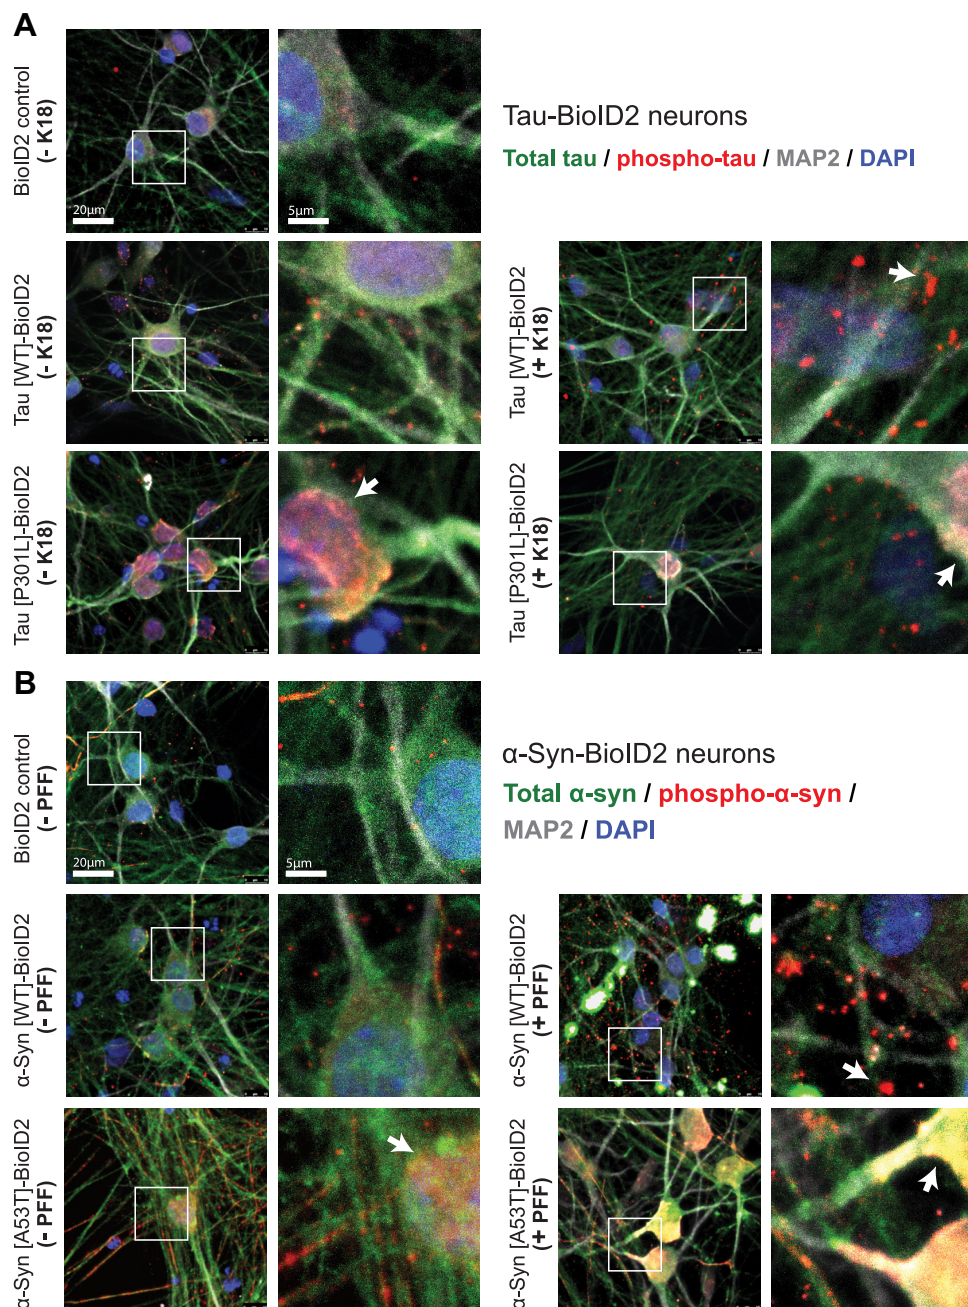 A
BioID2 control
(- K18)
20µm
5µm
Tau-BioID2 neurons
Total tau / phospho-tau / MAP2 / DAPI
Tau [WT]-BioID2
(- K18)
Tau [WT]-BioID2
(+ K18)
Tau [P301L]-BioID2
(- K18)
Tau [P301L]-BioID2
(+ K18)
B
BioID2 control
(- PFF)
20µm
5µm
α-Syn-BioID2 neurons
Total α-syn / phospho-α-syn /
MAP2 / DAPI
α-Syn [WT]-BioID2
(- PFF)
α-Syn [WT]-BioID2
(+ PFF)
α-Syn [A53T]-BioID2
(- PFF)
α-Syn [A53T]-BioID2
(+ PFF)